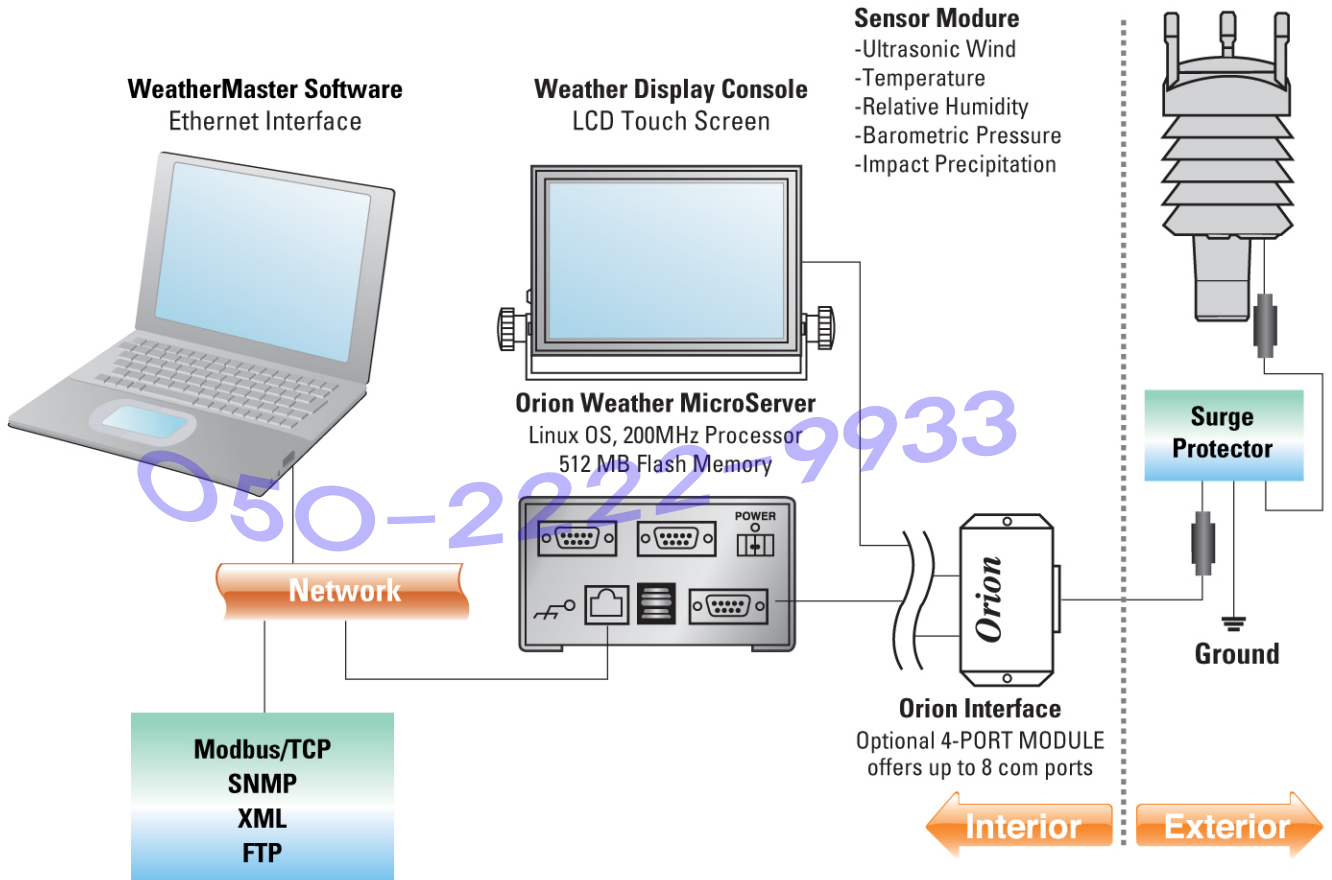 WeatherMaster Software
Ethernet Interface
Weather Display Console
LCD Touch Screen
Sensor Modure
-Ultrasonic Wind
-Temperature
-Relative Humidity
-Barometric Pressure
-Impact Precipitation
Orion Weather MicroServer
Linux OS, 200MHz Processor
512 MB Flash Memory
050-2222-9933
Surge
Protector
POWER
Network
Orion
Ground
Orion Interface
Optional 4-PORT MODULE
offers up to 8 com ports
Modbus/TCP
SNMP
XML
FTP
Interior
Exterior